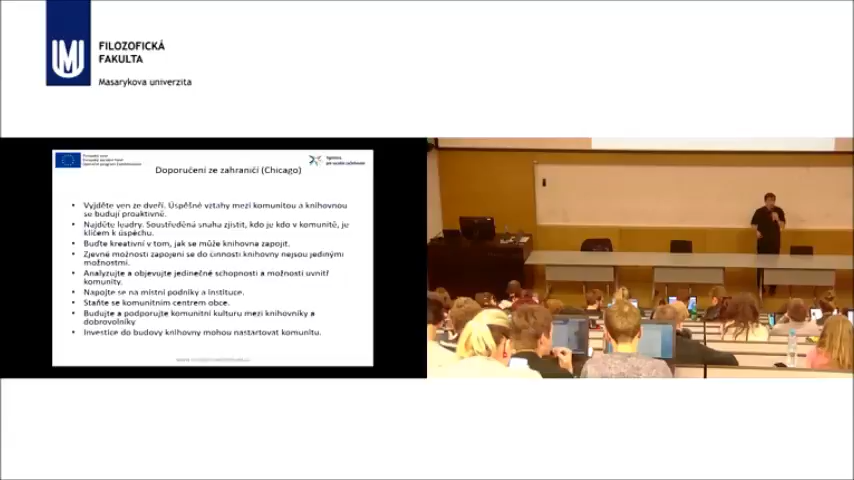 FILOZOFICKÁ
FAKULTA
Masarykova univerzita
Doporučení ze zahraničí (Chicago)
• Vyjděte ven ze dveří. Úspěšné vztahy mezi komunitou a knihovnou
se budují proaktivně.
• Najděte leadry. Soustředěná snaha zjistit, kdo je kdo v komunitě, je
klíčem k úspěchu.
• Buďte kreativní v tom, jak se může knihovna zapojit.
• Zjevné možnosti zapojení se do činnosti knihovny nejsou jedinými
možnostmi.
• Analyzujte a objevujte jedinečné schopnosti a možnosti uvnitř
komunity.
• Napojte se na místní podniky a instituce.
• Staňte se komunitním centrem obce.
• Budujte a podporujte komunitní kulturu mezi knihovníky a
dobrovolníky
• Investice do budovy knihovny mohou nastartovat komunitu.